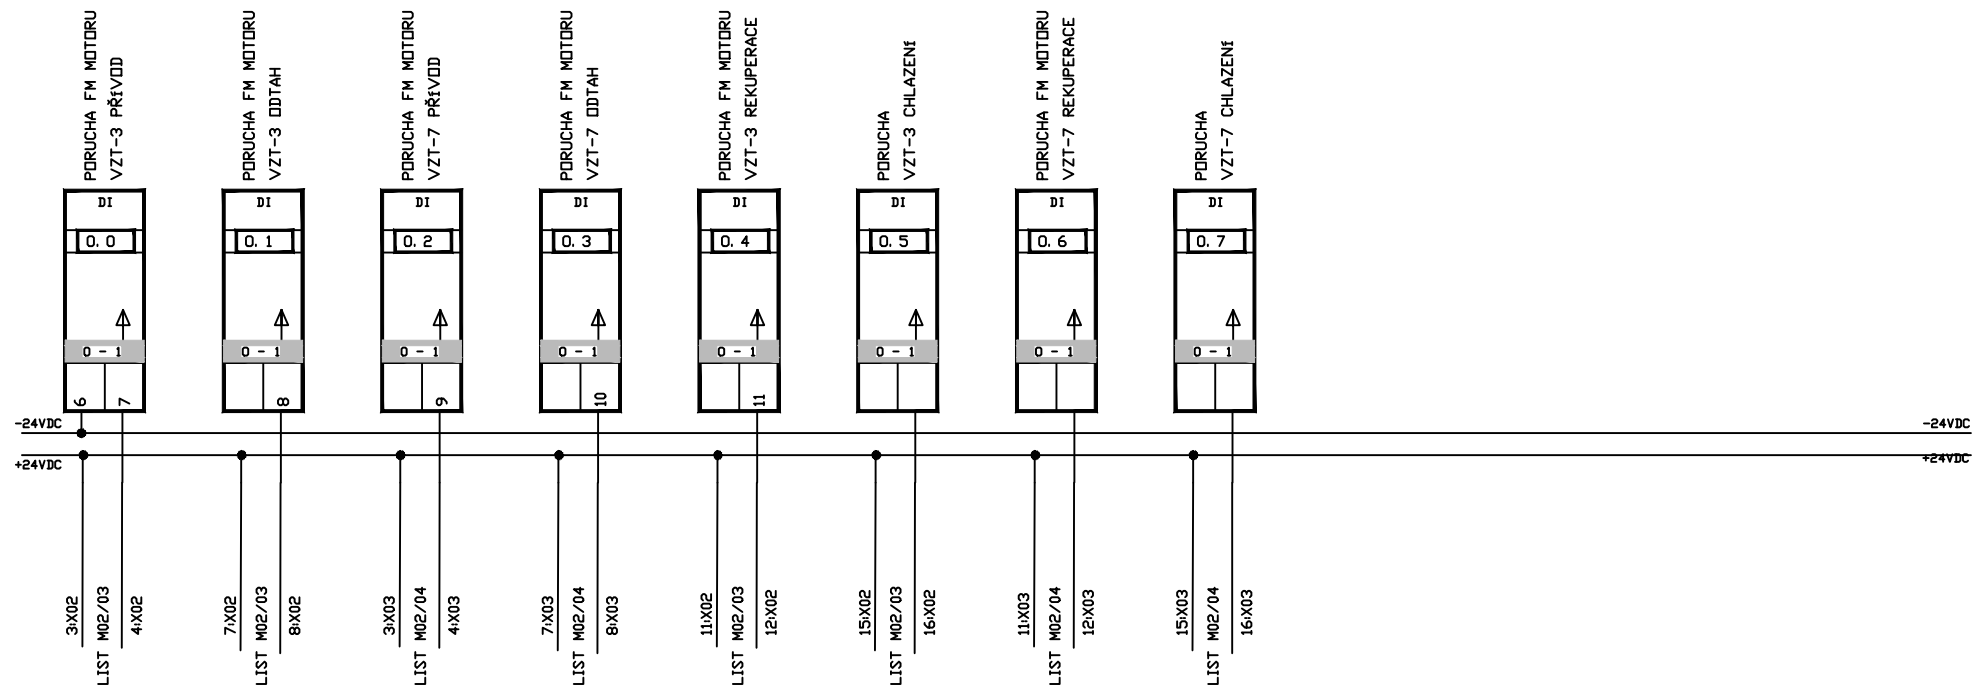 PORUCHA FM MOTORU
VZT-3 PŘÍVOD
PORUCHA FM MOTORU
VZT-3 ODTAH
PORUCHA FM MOTORU
VZT-7 PŘÍVOD
PORUCHA FM MOTORU
VZT-7 ODTAH
PORUCHA FM MOTORU
VZT-3 REKUPERACE
PORUCHA
VZT-3 CHLAZENÍ
PORUCHA FM MOTORU
VZT-7 REKUPERACE
PORUCHA
VZT-7 CHLAZENÍ
DI
DI
DI
DI
DI
DI
DI
DI
0.0
0.1
0.2
0.3
0.4
0.5
0.6
0.7
0 - 1
0 - 1
0 - 1
0 - 1
0 - 1
0 - 1
0 - 1
0 - 1
6
7
8
9
10
11
-24VDC
-24VDC
+24VDC
+24VDC
3:X02
LIST M02/03
4:X02
7:X02
LIST M02/03
8:X02
3:X03
LIST M02/04
4:X03
7:X03
LIST M02/04
8:X03
11:X02
LIST M02/03
12:X02
15:X02
LIST M02/03
16:X02
11:X03
LIST M02/04
12:X03
15:X03
LIST M02/04
16:X03